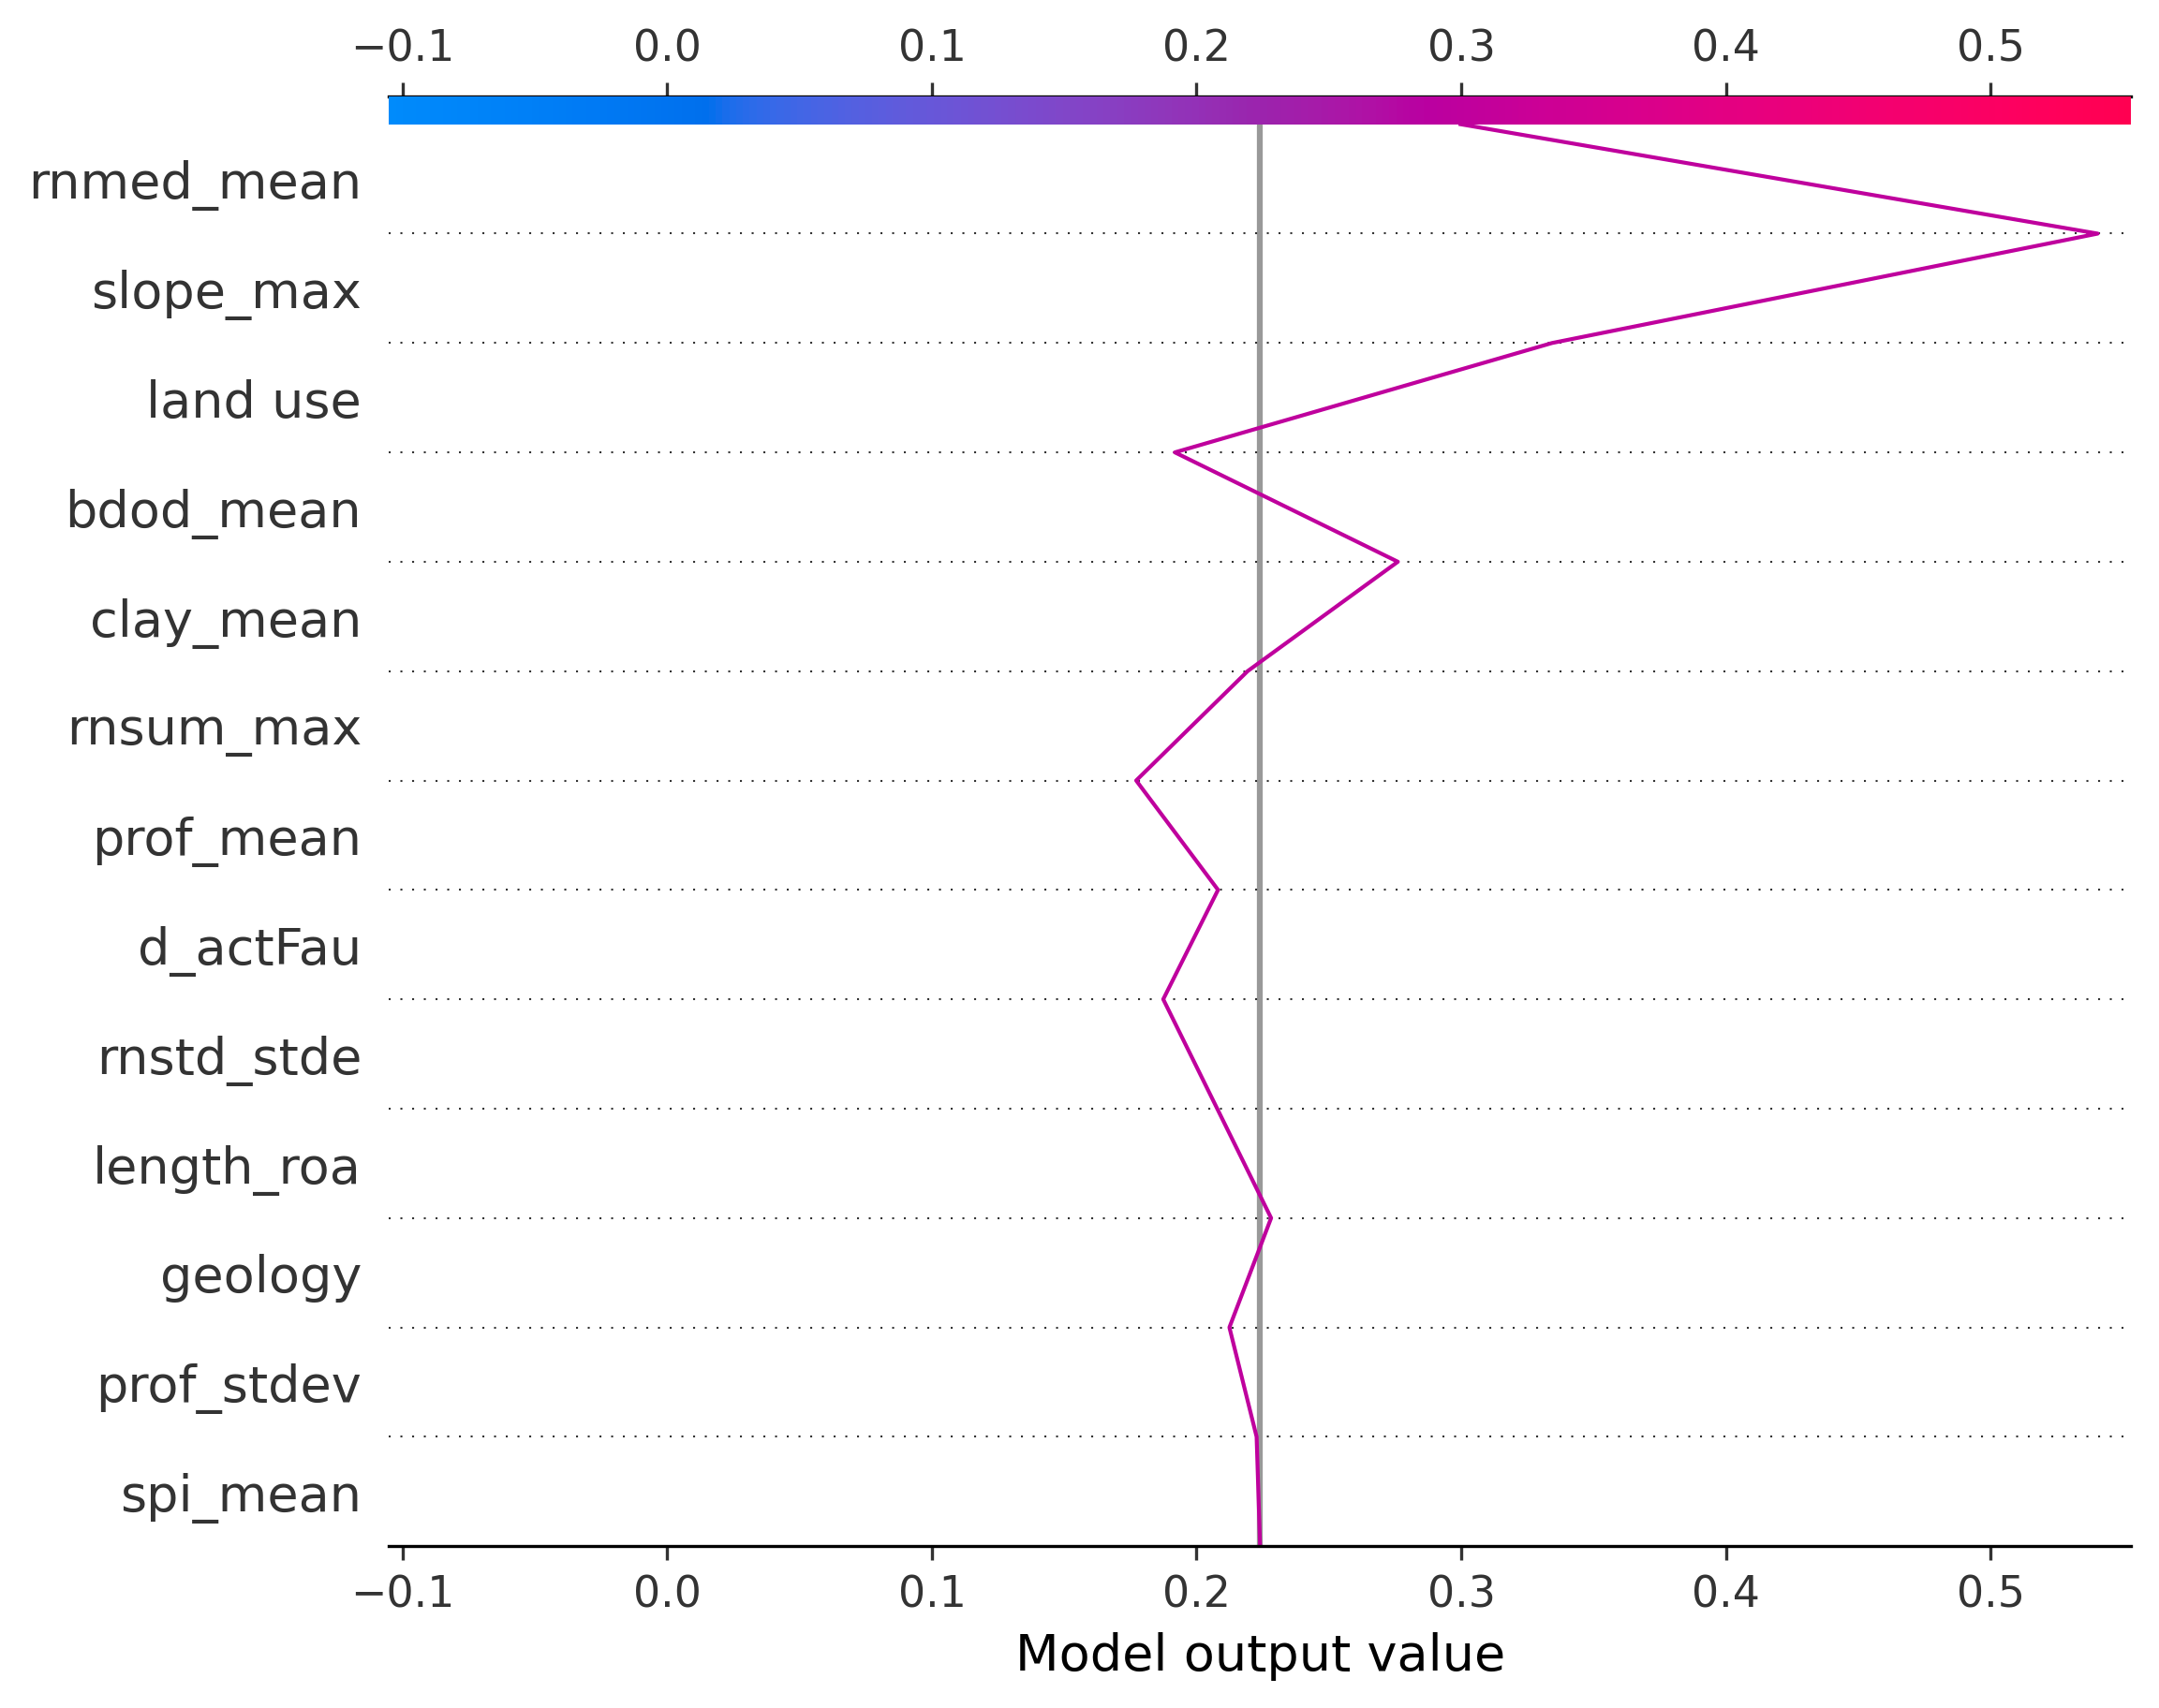 −0.1 0.0 0.1 0.2 0.3 0.4 0.5
rnmed_mean
slope_max
land use
bdod_mean
clay_mean
rnsum_max
prof_mean
d_actFau
rnstd_stde
length_roa
geology
prof_stdev
spi_mean
−0.1 0.0 0.1 0.2 0.3 0.4 0.5
Model output value